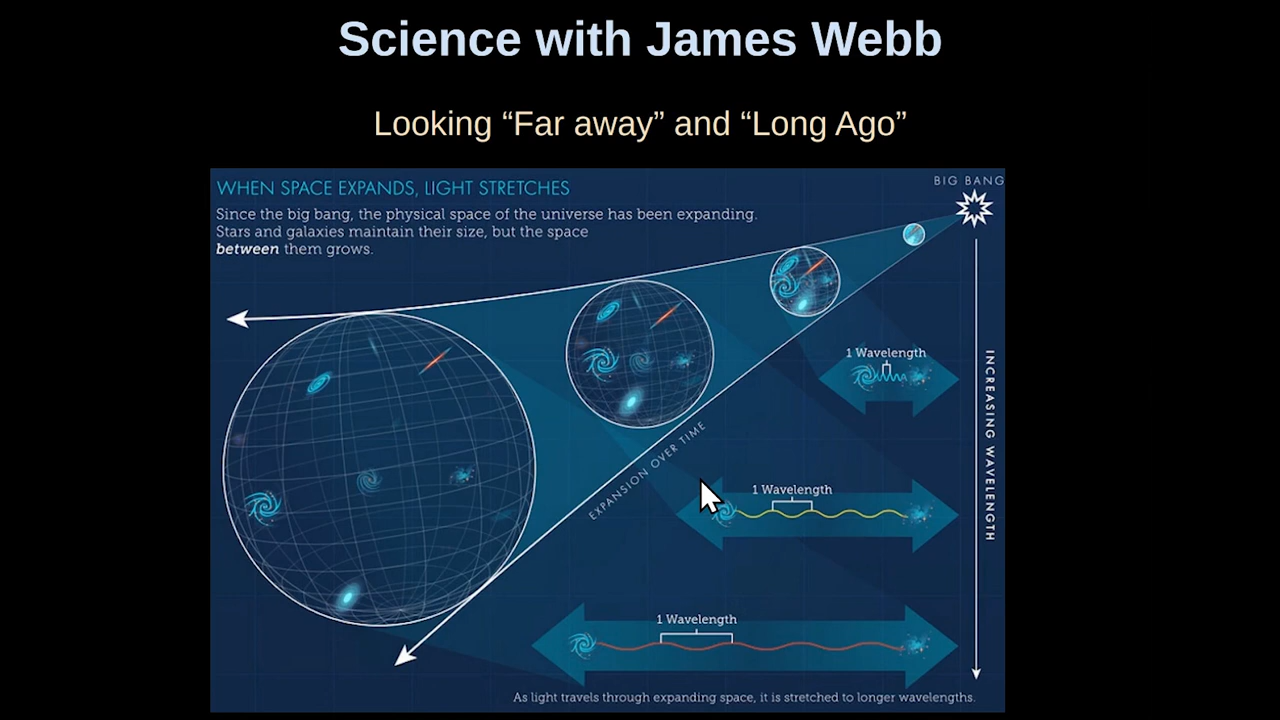 Science with James Webb
Looking “Far away” and “Long Ago”
BIG BANG
WHEN SPACE EXPANDS, LIGHT STRETCHES
Since the big bang, the physical space of the universe has been expanding.
Stars and galaxies maintain their size, but the space
between them grows.
1 Wavelength
INCREASING WAVELENGTH
EXPANSION OVER TIME
1 Wavelength
1 Wavelength
As light travels through expanding space, it is stretched to longer wavelengths.